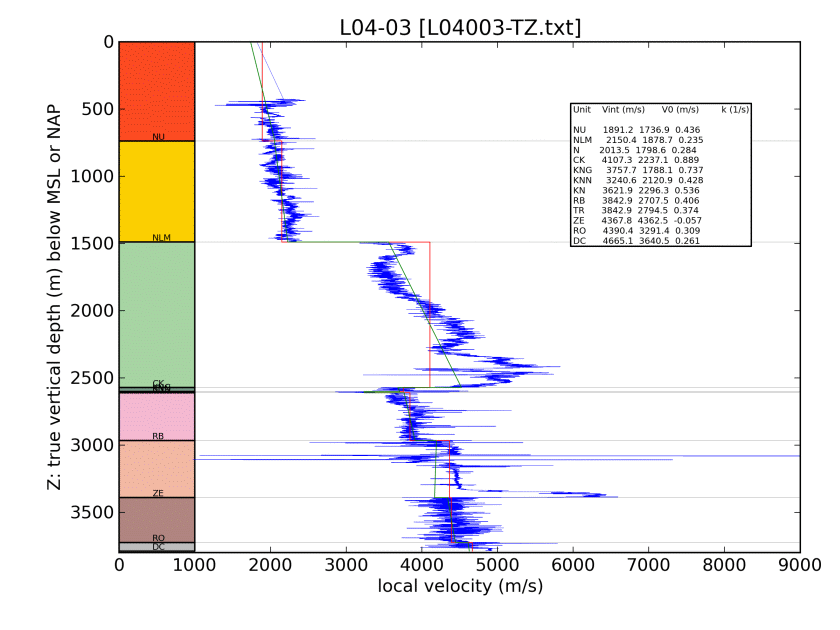 L04-03 [L04003-TZ.txt]
Z: true vertical depth (m) below MSL or NAP
0
500
1000
1500
2000
2500
3000
3500
NU
NLM
CK
RB
ZE
RO
DC
Unit Vint (m/s) V0 (m/s) k (1/s)
NU 1891.2 1736.9 0.436
NLM 2150.4 1878.7 0.235
N 2013.5 1798.6 0.284
CK 4107.3 2237.1 0.889
KNG 3757.7 1788.1 0.737
KNN 3240.6 2120.9 0.428
KN 3621.9 2296.3 0.536
RB 3842.9 2707.5 0.406
TR 3842.9 2794.5 0.374
ZE 4367.8 4362.5 -0.057
RO 4390.4 3291.4 0.309
DC 4665.1 3640.5 0.261
0 1000 2000 3000 4000 5000 6000 7000 8000 9000
local velocity (m/s)